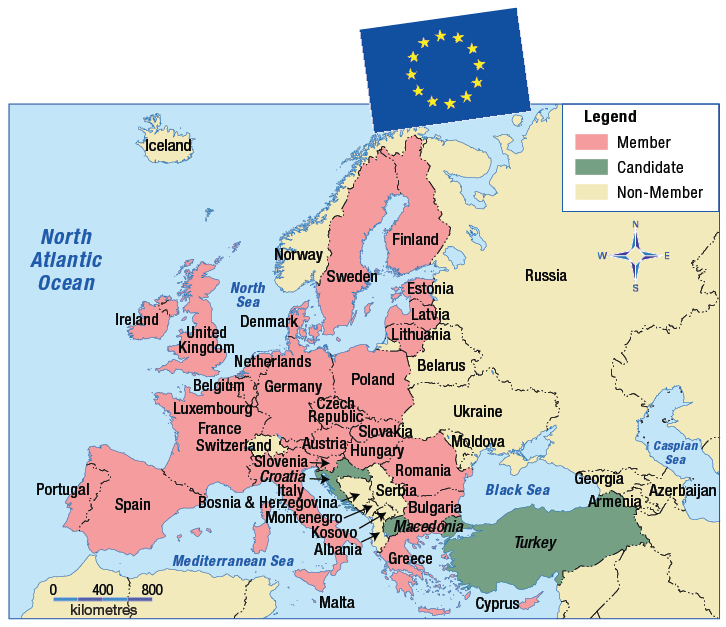 Legend
Member
Candidate
Non-Member
Iceland
N
W E
S
North
Atlantic
Ocean
Norway
Finland
Sweden
Russia
North
Sea
Estonia
Latvia
Lithuania
Ireland
Denmark
United
Kingdom
Netherlands
Belarus
Belgium
Germany
Poland
Luxembourg
Czech
Republic
Ukraine
France
Slovakia
Switzerland
Austria
Hungary
Moldova
Caspian
Sea
Slovenia
Romania
Croatia
Georgia
Portugal
Spain
Italy
Serbia
Black Sea
Azerbaijan
Bosnia & Herzegovina
Armenia
Bulgaria
Montenegro
Macedonia
Kosovo
Albania
Turkey
Mediterranean Sea
Greece
0 400 800
kilometres
Malta
Cyprus